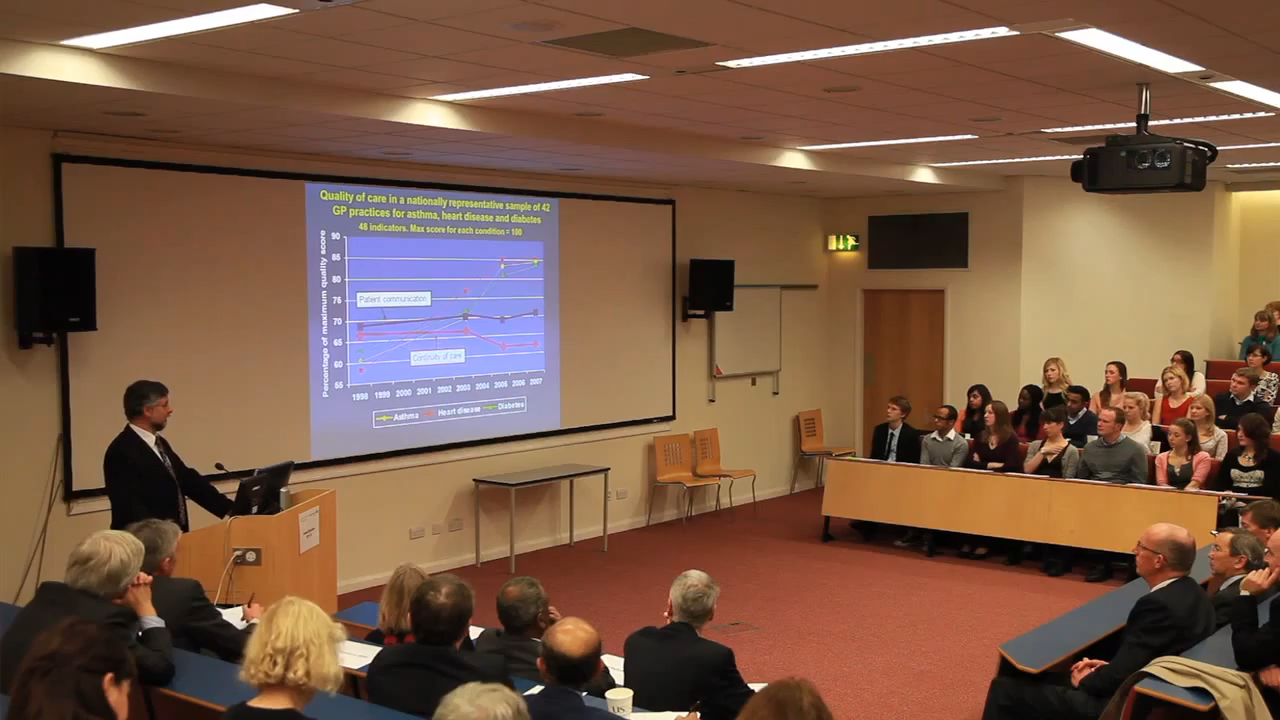 Quality of care in a nationally representative sample of 42
GP practices for asthma, heart disease and diabetes
48 indicators. Max score for each condition = 100
Percentage of maximum quality score
90
85
80
75
70
65
60
55
Patient communication
Continuity of care
1998 1999 2000 2001 2002 2003 2004 2005 2006 2007
Asthma Heart disease Diabetes